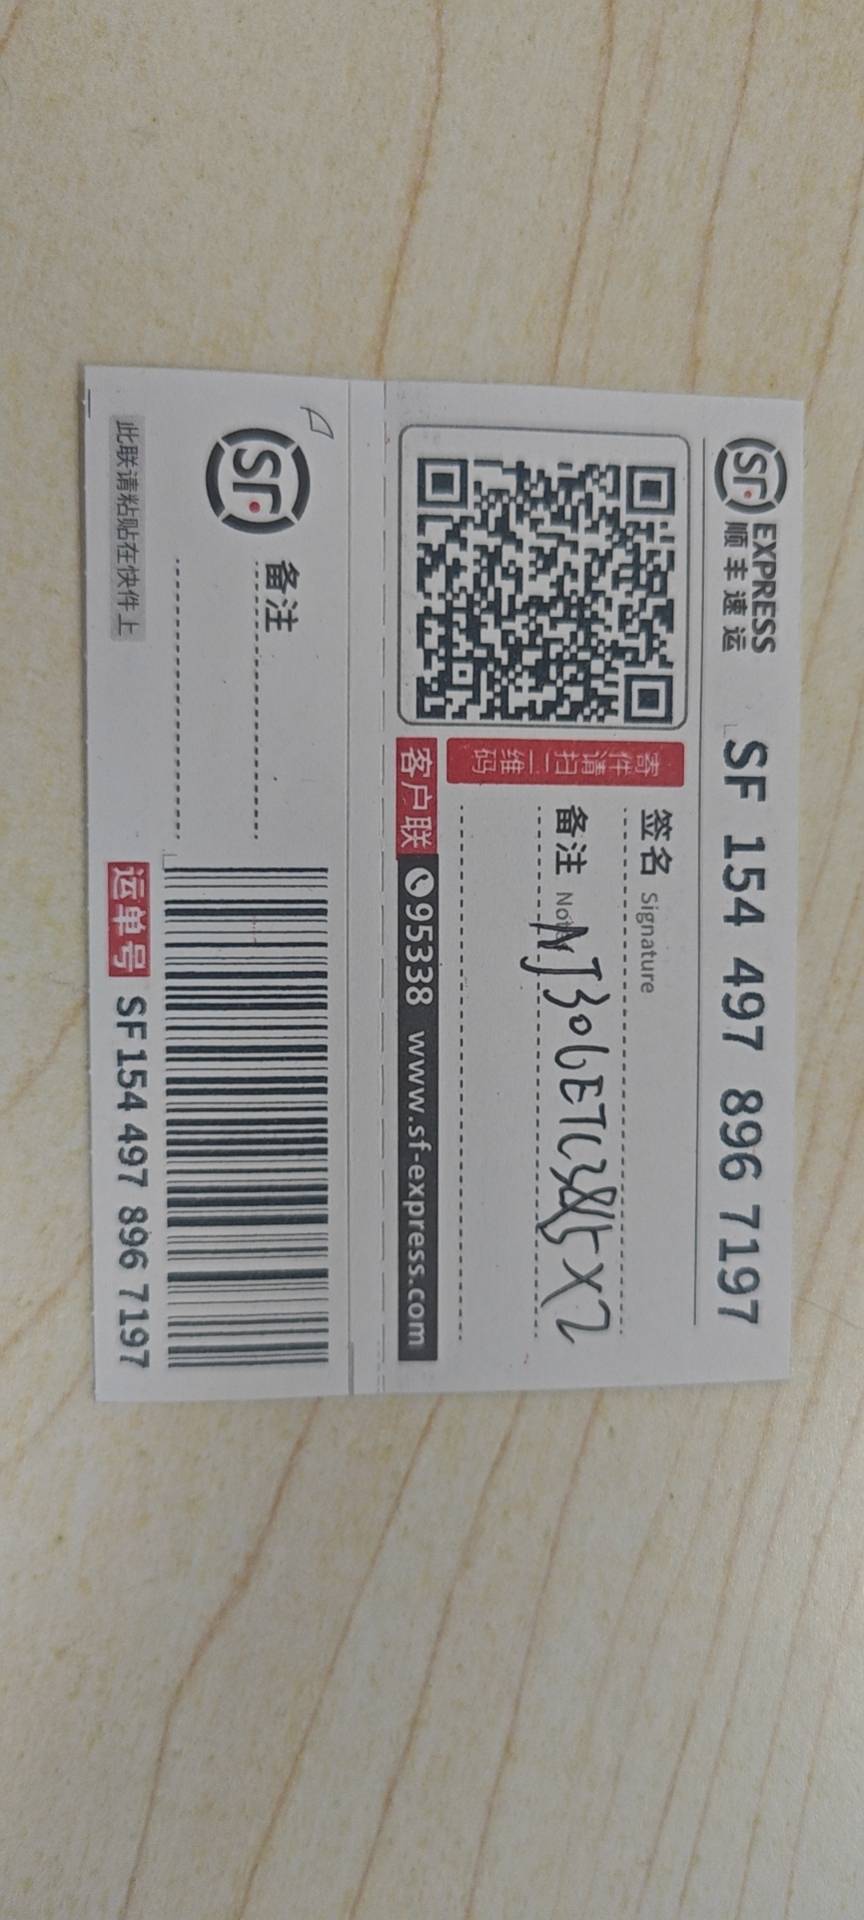 SF EXPRESS
顺丰速运
SF 154 497 896 7197
寄件请扫二维码
签名 Signature
备注 Note
客户联
95338 www.sf-express.com
SF
备注
此联请粘贴在快件上
运单号 SF 154 497 896 7197